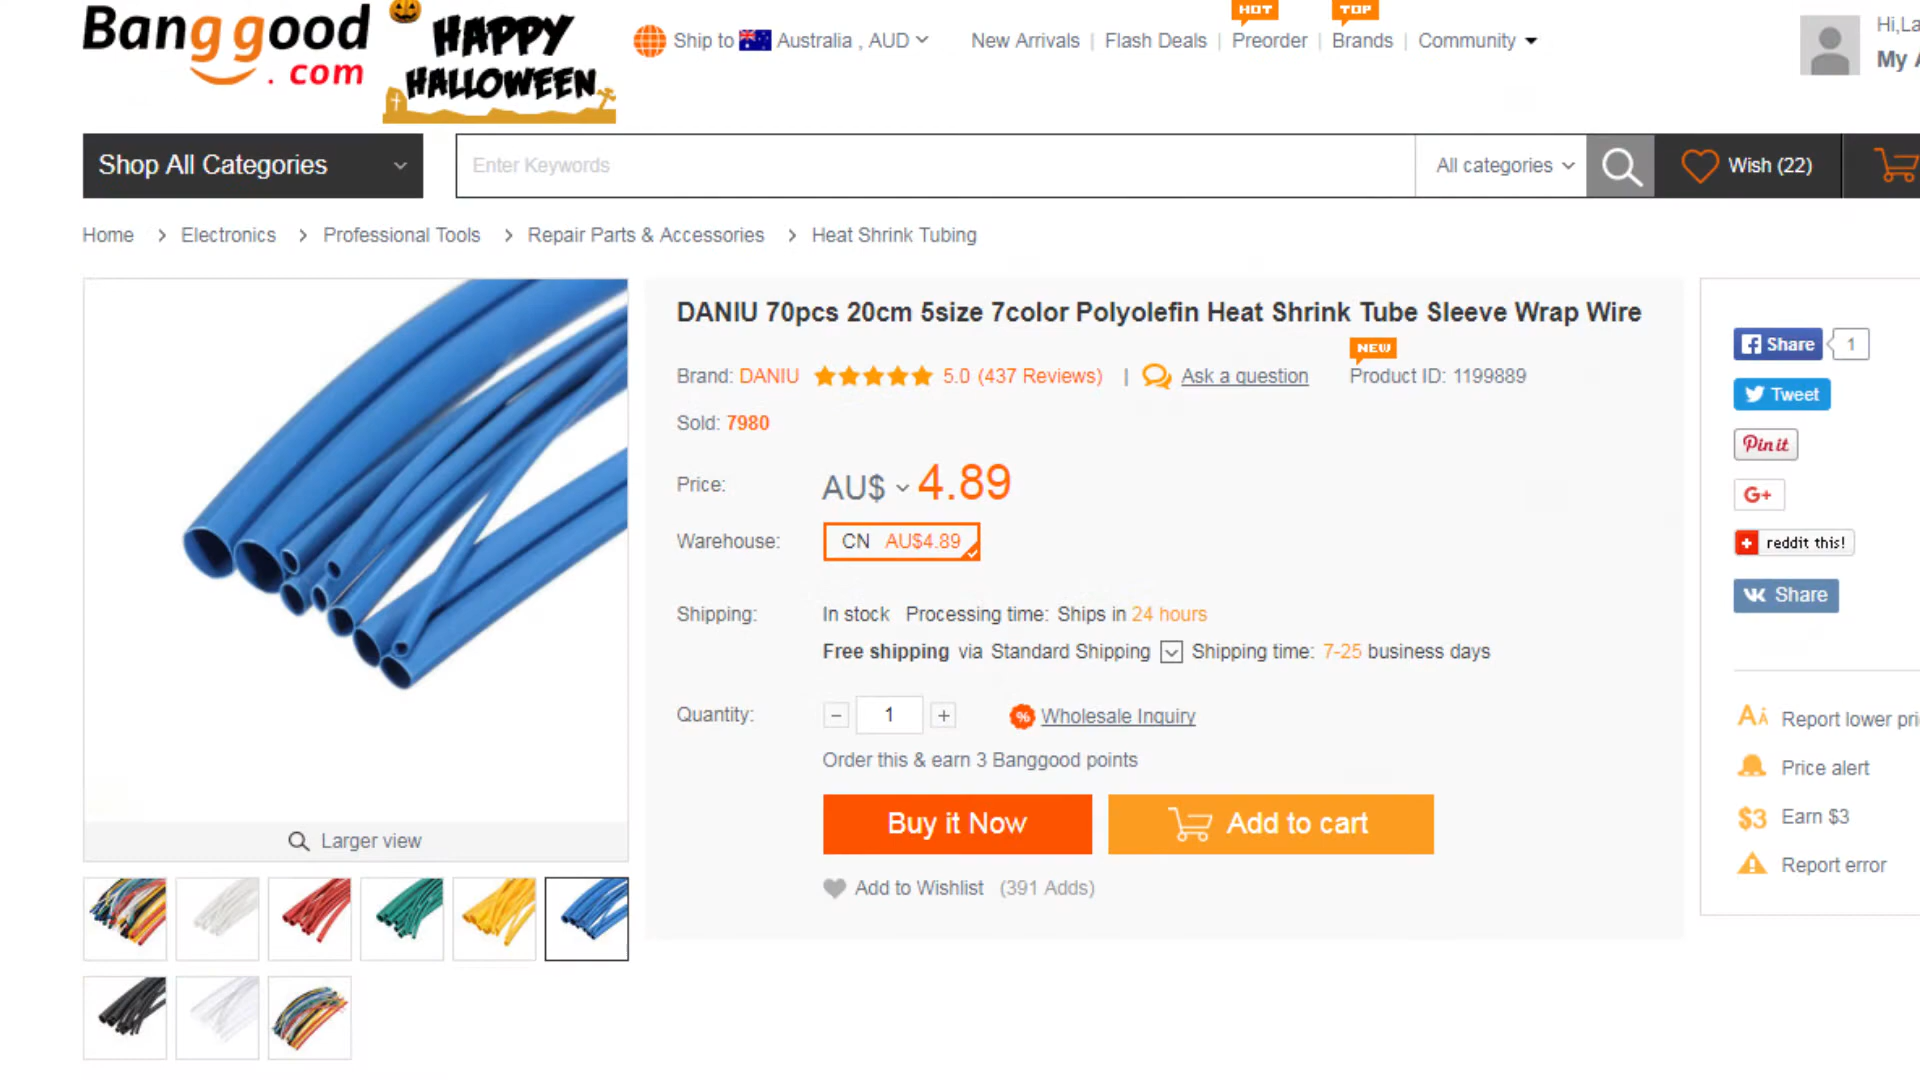 Banggood
.com
HAPPY
HALLOWEEN
Ship to Australia , AUD
New Arrivals | Flash Deals | Preorder | Brands | Community
HOT
TOP
Hi,La
My A
Shop All Categories
Enter Keywords
All categories
Wish (22)
Home > Electronics > Professional Tools > Repair Parts & Accessories > Heat Shrink Tubing
DANIU 70pcs 20cm 5size 7color Polyolefin Heat Shrink Tube Sleeve Wrap Wire
NEW
Brand: DANIU 5.0 (437 Reviews) | Ask a question Product ID: 1199889
Sold: 7980
Price: AU$ 4.89
Warehouse: CN AU$4.89
Shipping: In stock Processing time: Ships in 24 hours
Free shipping via Standard Shipping Shipping time: 7-25 business days
Quantity: − 1 + % Wholesale Inquiry
Order this & earn 3 Banggood points
Buy it Now
Add to cart
Add to Wishlist (391 Adds)
Larger view
Share 1
Tweet
Pin it
G+
reddit this!
Share
Report lower pri
Price alert
$3 Earn $3
Report error